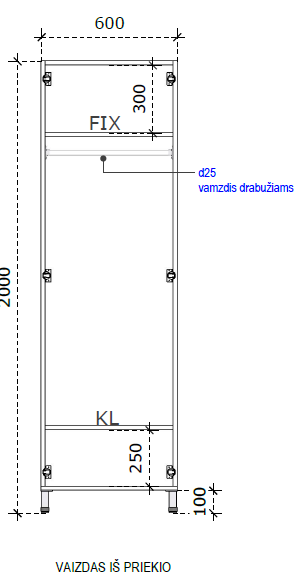 600
300
FIX
d25
vamzdis drabužiams
2000
KL
250
100
VAIZDAS IŠ PRIEKIO